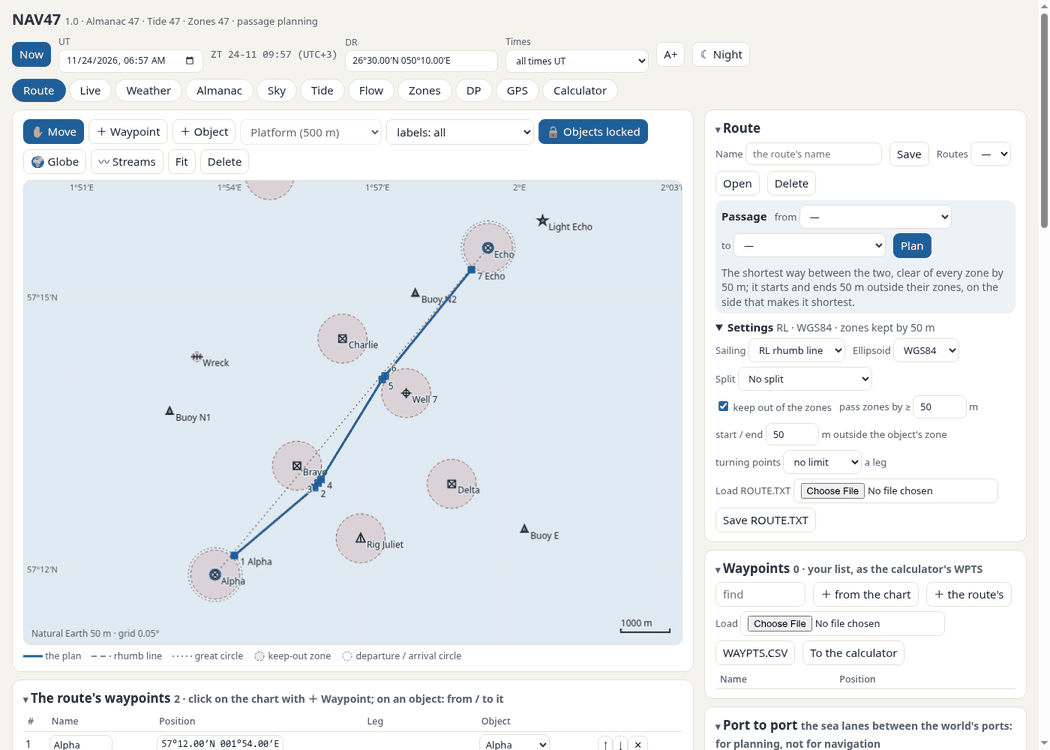 NAV47 1.0 · Almanac 47 · Tide 47 · Zones 47 · passage planning
Now
UT
11/24/2026, 06:57 AM
ZT 24-11 09:57 (UTC+3)
DR
26°30.00'N 050°10.00'E
Times
all times UT
A+
☾ Night
Route
Live
Weather
Almanac
Sky
Tide
Flow
Zones
DP
GPS
Calculator
Move
+ Waypoint
+ Object
Platform (500 m)
labels: all
Objects locked
Globe
Streams
Fit
Delete
1°51'E
1°54'E
1°57'E
2°E
2°03'
Light Echo
Echo
7 Echo
57°15'N
Buoy N2
Charlie
Wreck
6
5
Well 7
Buoy N1
Bravo
4
3
2
Delta
Buoy E
Rig Juliet
1 Alpha
57°12'N
Alpha
Natural Earth 50 m · grid 0.05°
1000 m
the plan
rhumb line
great circle
keep-out zone
departure / arrival circle
▾ The route's waypoints 2 · click on the chart with + Waypoint; on an object: from / to it
# Name Position Leg Object
1 Alpha 57°12.00’N 001°54.00’E Alpha ↑ ↓ ×
▾ Route
Name the route's name Save Routes —
Open Delete
Passage from —
to — Plan
The shortest way between the two, clear of every zone by
50 m; it starts and ends 50 m outside their zones, on the
side that makes it shortest.
▼ Settings RL · WGS84 · zones kept by 50 m
Sailing RL rhumb line Ellipsoid WGS84
Split No split
keep out of the zones pass zones by ≥ 50 m
start / end 50 m outside the object's zone
turning points no limit a leg
Load ROUTE.TXT Choose File No file chosen
Save ROUTE.TXT
▾ Waypoints 0 · your list, as the calculator's WPTS
find + from the chart + the route's
Load Choose File No file chosen
WAYPTS.CSV To the calculator
Name Position
▾ Port to port the sea lanes between the world's ports:
for planning, not for navigation